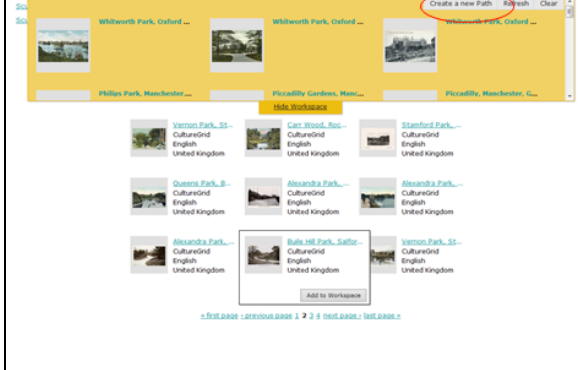 Create a new Path Refresh Clear
Whitworth Park, Oxford ...
Whitworth Park, Oxford ...
Whitworth Park, Oxford ...
Philips Park, Manchester,...
Piccadilly Gardens, Manc...
Piccadilly, Manchester, G...
Hide Workspace
Vernon Park, St...
CultureGrid
English
United Kingdom
Carr Wood, Roc...
CultureGrid
English
United Kingdom
Stamford Park, ...
CultureGrid
English
United Kingdom
Queens Park, B...
CultureGrid
English
United Kingdom
Alexandra Park, ...
CultureGrid
English
United Kingdom
Alexandra Park, ...
CultureGrid
English
United Kingdom
Alexandra Park, ...
CultureGrid
English
United Kingdom
Buile Hill Park, Salfor...
CultureGrid
English
United Kingdom
Add to Workspace
Vernon Park, St...
CultureGrid
English
United Kingdom
« first page ‹ previous page 1 2 3 4 next page › last page »